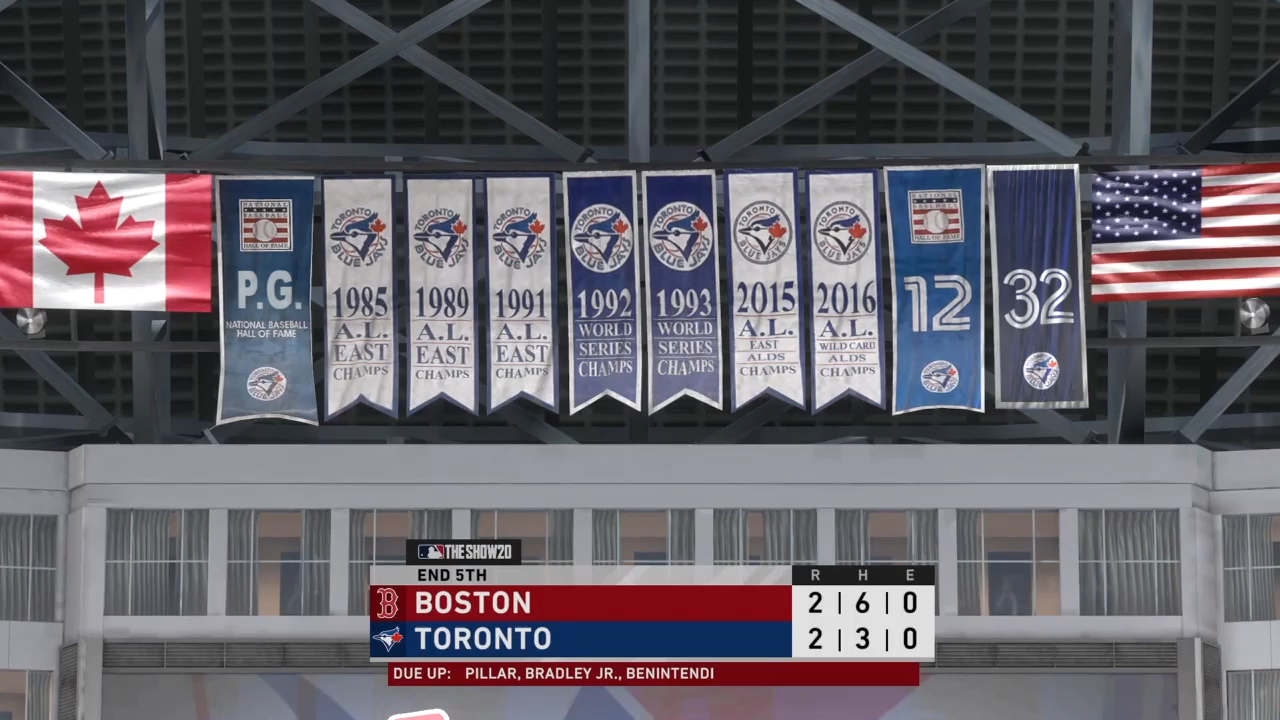 NATIONAL
BASEBALL
HALL OF FAME
P.G.
NATIONAL BASEBALL
HALL OF FAME
TORONTO
BLUE JAYS
1985
A.L.
EAST
CHAMPS
TORONTO
BLUE JAYS
1989
A.L.
EAST
CHAMPS
TORONTO
BLUE JAYS
1991
A.L.
EAST
CHAMPS
TORONTO
BLUE JAYS
1992
WORLD
SERIES
CHAMPS
TORONTO
BLUE JAYS
1993
WORLD
SERIES
CHAMPS
TORONTO
BLUE JAYS
2015
A.L.
EAST
ALDS
CHAMPS
TORONTO
BLUE JAYS
2016
A.L.
WILD CARD
ALDS
CHAMPS
NATIONAL
BASEBALL
HALL OF FAME
12
32
THE SHOW 20
END 5TH R H E
B BOSTON 2 | 6 | 0
TORONTO 2 | 3 | 0
DUE UP: PILLAR, BRADLEY JR., BENINTENDI